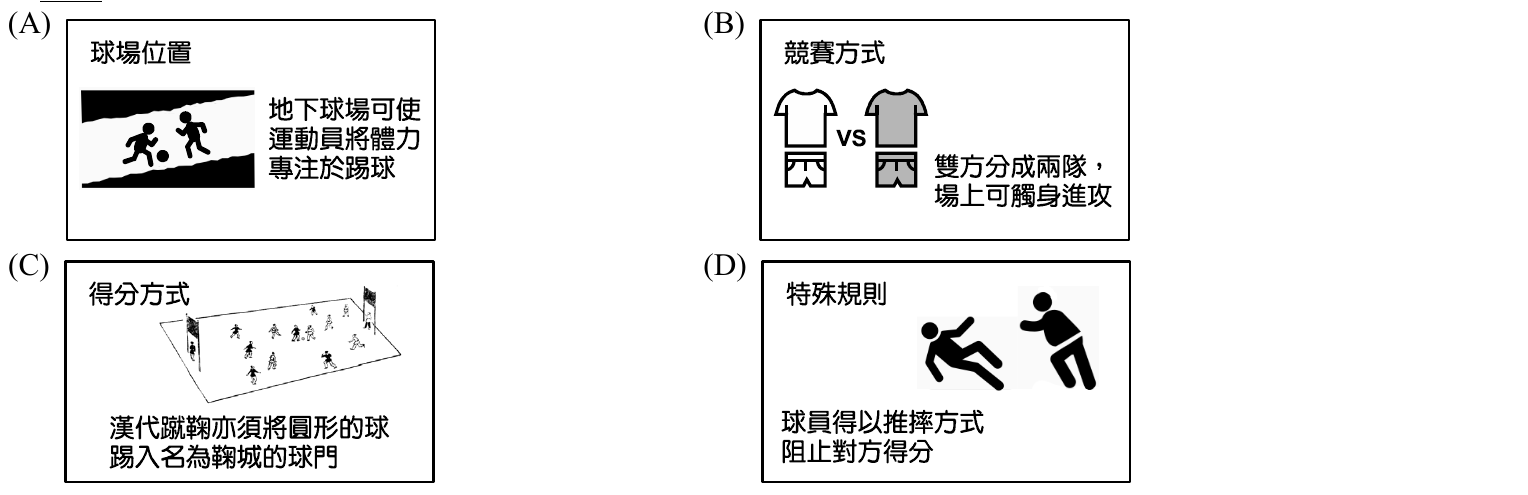 (A)
球場位置
地下球場可使
運動員將體力
專注於踢球
(B)
競賽方式
VS
雙方分成兩隊，
場上可觸身進攻
(C)
得分方式
漢代蹴鞠亦須將圓形的球
踢入名為鞠城的球門
(D)
特殊規則
球員得以推摔方式
阻止對方得分